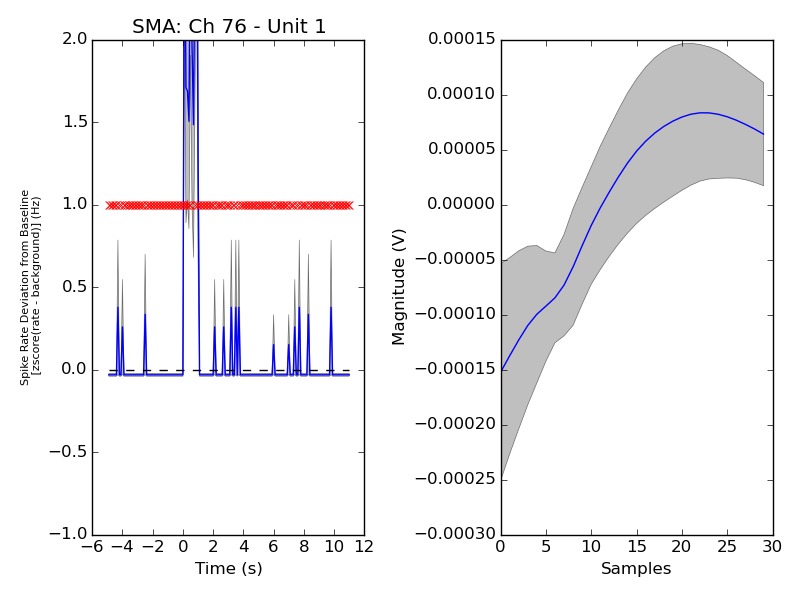 SMA: Ch 76 - Unit 1
Spike Rate Deviation from Baseline
[zscore(rate - background)] (Hz)
2.0
1.5
1.0
0.5
0.0
−0.5
−1.0
−6 −4 −2 0 2 4 6 8 10 12
Time (s)
Magnitude (V)
0.00015
0.00010
0.00005
0.00000
−0.00005
−0.00010
−0.00015
−0.00020
−0.00025
−0.00030
0 5 10 15 20 25 30
Samples